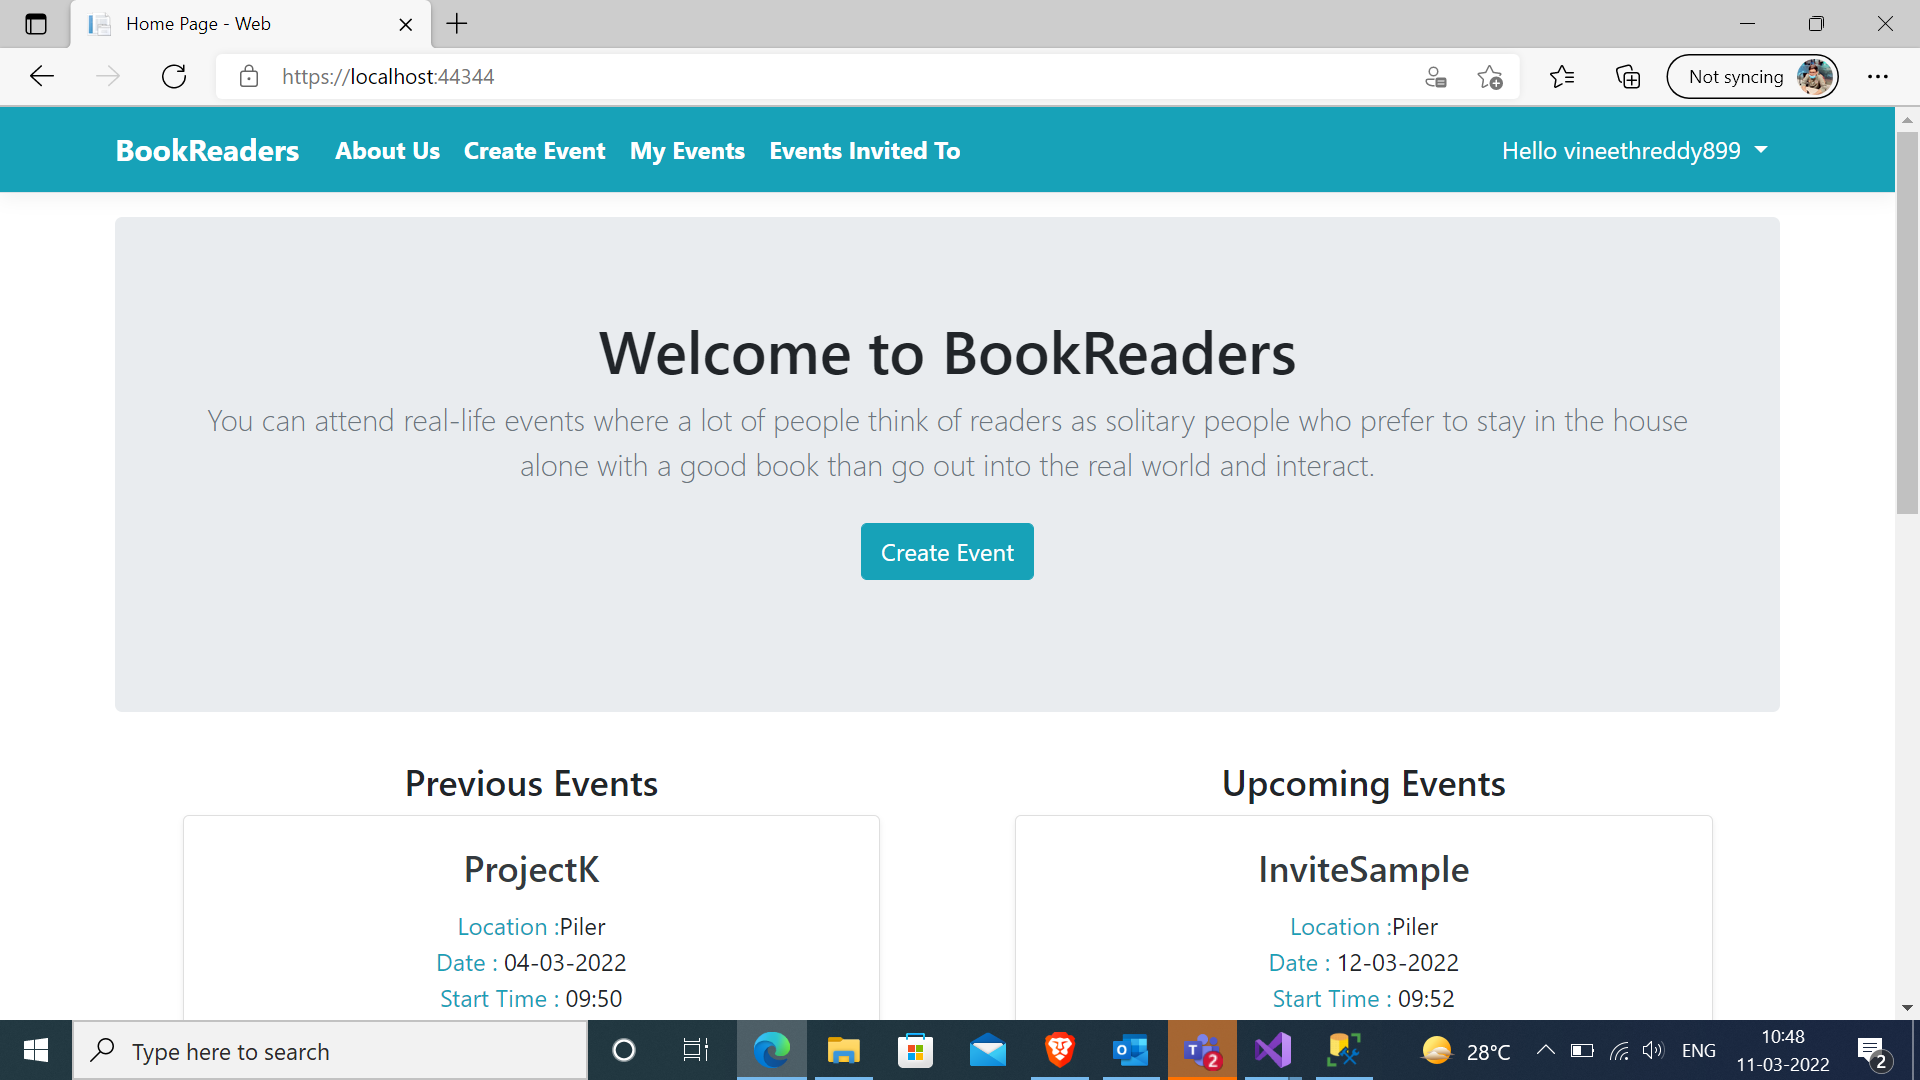 Home Page - Web
https://localhost:44344
Not syncing
BookReaders About Us Create Event My Events Events Invited To Hello vineethreddy899
Welcome to BookReaders
You can attend real-life events where a lot of people think of readers as solitary people who prefer to stay in the house
alone with a good book than go out into the real world and interact.
Create Event
Previous Events
ProjectK
Location :Piler
Date : 04-03-2022
Start Time : 09:50
Upcoming Events
InviteSample
Location :Piler
Date : 12-03-2022
Start Time : 09:52
Type here to search
2
28°C
ENG
10:48
11-03-2022
2